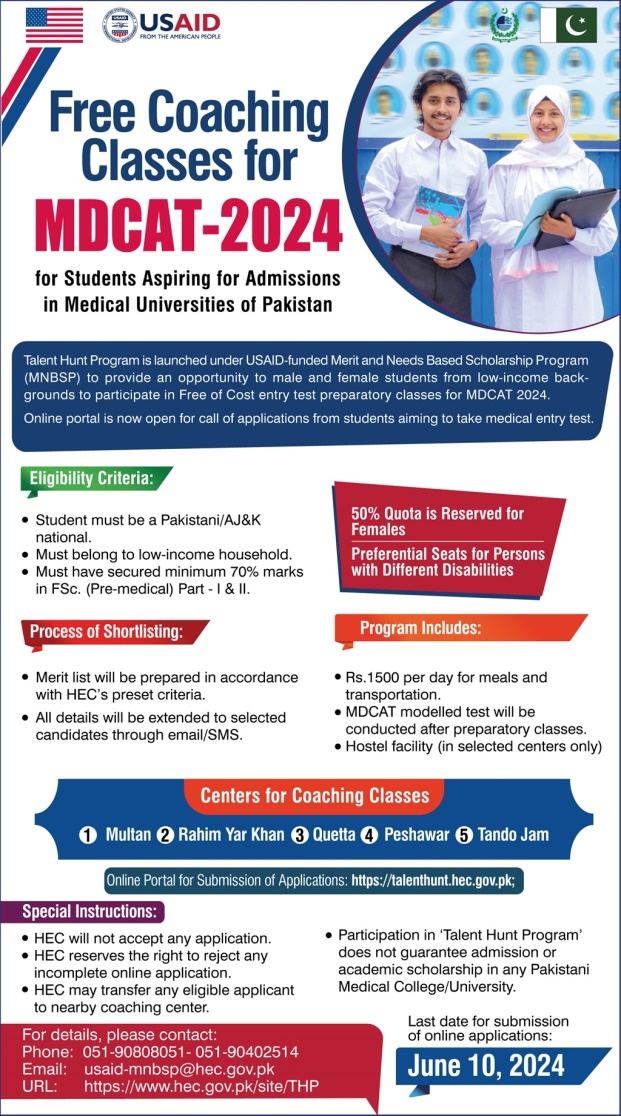 USAID
FROM THE AMERICAN PEOPLE
Free Coaching
Classes for
MDCAT-2024
for Students Aspiring for Admissions
in Medical Universities of Pakistan
Talent Hunt Program is launched under USAID-funded Merit and Needs Based Scholarship Program
(MNBSP) to provide an opportunity to male and female students from low-income back-
grounds to participate in Free of Cost entry test preparatory classes for MDCAT 2024.
Online portal is now open for call of applications from students aiming to take medical entry test.
Eligibility Criteria:
• Student must be a Pakistani/AJ&K
national.
• Must belong to low-income household.
• Must have secured minimum 70% marks
in FSc. (Pre-medical) Part - I & II.
50% Quota is Reserved for
Females
Preferential Seats for Persons
with Different Disabilities
Process of Shortlisting:
• Merit list will be prepared in accordance
with HEC's preset criteria.
• All details will be extended to selected
candidates through email/SMS.
Program Includes:
• Rs.1500 per day for meals and
transportation.
• MDCAT modelled test will be
conducted after preparatory classes.
• Hostel facility (in selected centers only)
Centers for Coaching Classes
1 Multan 2 Rahim Yar Khan 3 Quetta 4 Peshawar 5 Tando Jam
Online Portal for Submission of Applications: https://talenthunt.hec.gov.pk;
Special Instructions:
• HEC will not accept any application.
• HEC reserves the right to reject any
incomplete online application.
• HEC may transfer any eligible applicant
to nearby coaching center.
• Participation in 'Talent Hunt Program'
does not guarantee admission or
academic scholarship in any Pakistani
Medical College/University.
For details, please contact:
Phone: 051-90808051- 051-90402514
Email: usaid-mnbsp@hec.gov.pk
URL: https://www.hec.gov.pk/site/THP
Last date for submission
of online applications:
June 10, 2024